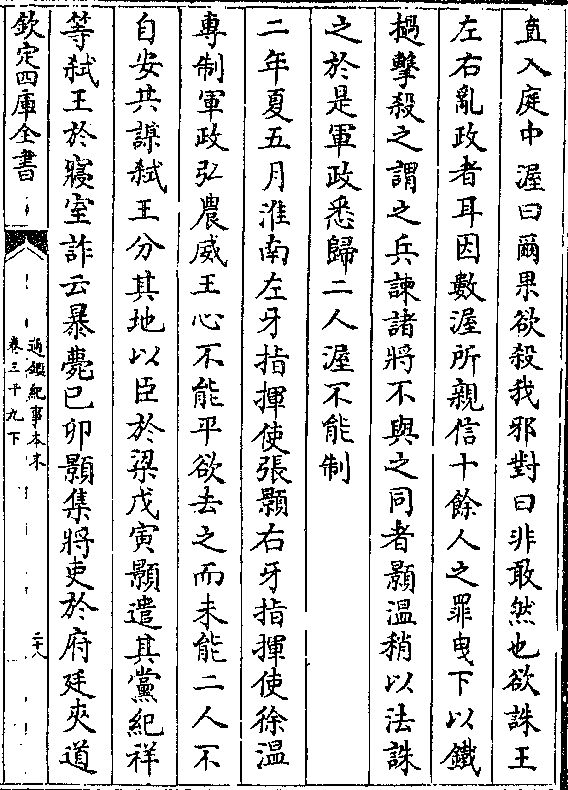 直入庭中渥曰爾果欲殺我邪對曰非敢然也欲誅王
左右亂政者耳因數渥所親信十餘人之罪曳下以鐵
檛擊殺之謂之兵諫諸將不與之同者顥溫稍以法誅
之於是軍政悉歸二人渥不能制
二年夏五月淮南左牙指揮使張顥右牙指揮使徐溫
專制軍政弘農威王心不能平欲去之而未能二人不
自安共謀弑王分其地以臣於梁戊寅顥遣其黨紀祥
等弑王於寢室詐云暴薨已卯顥集將吏於府廷夾道
欽定四庫全書
通鑑紀事本末
卷三十九下
二十八